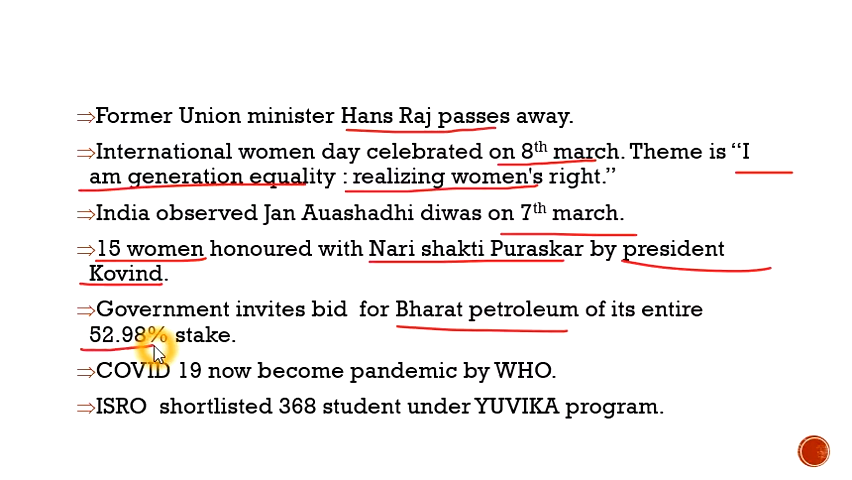 ⇒Former Union minister Hans Raj passes away.
⇒International women day celebrated on 8th march. Theme is “I
am generation equality : realizing women's right.”
⇒India observed Jan Auashadhi diwas on 7th march.
⇒15 women honoured with Nari shakti Puraskar by president
Kovind.
⇒Government invites bid for Bharat petroleum of its entire
52.98% stake.
⇒COVID 19 now become pandemic by WHO.
⇒ISRO shortlisted 368 student under YUVIKA program.